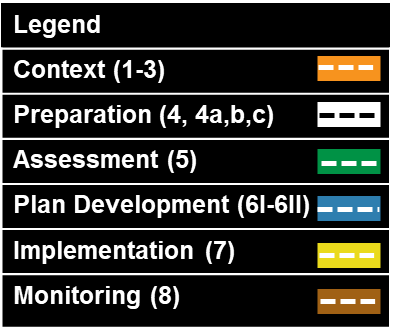 Legend
Context (1-3)
Preparation (4, 4a,b,c)
Assessment (5)
Plan Development (6I-6II)
Implementation (7)
Monitoring (8)